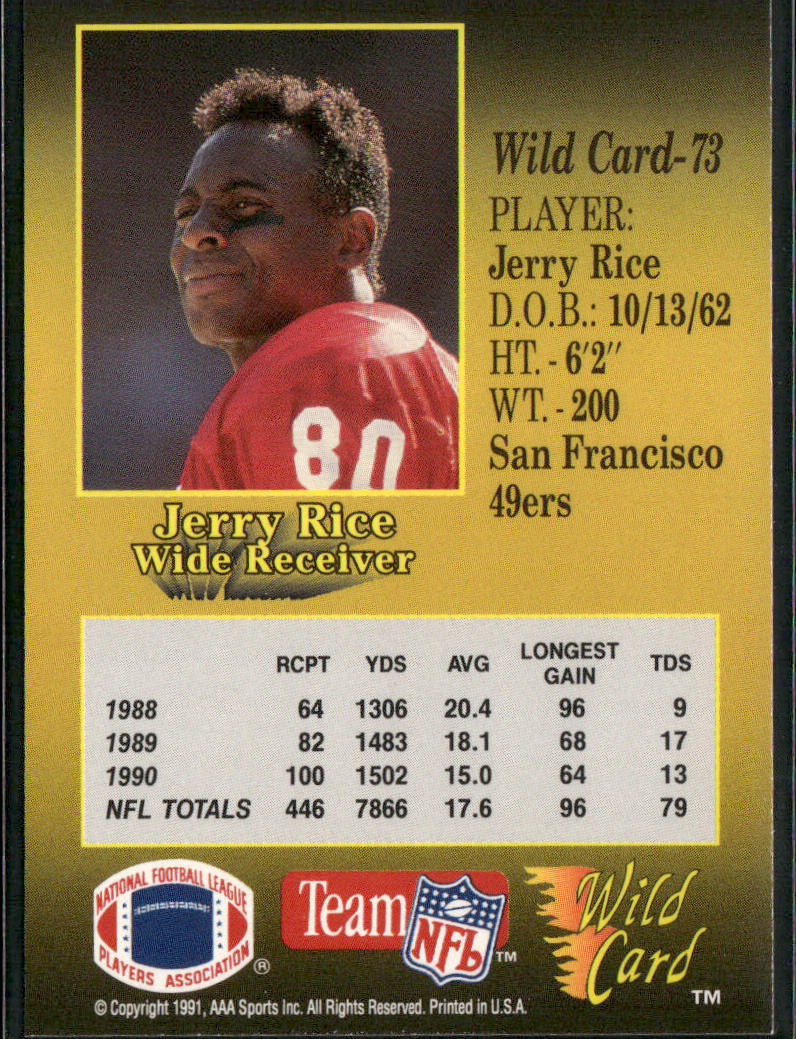 80
Wild Card-73
PLAYER:
Jerry Rice
D.O.B.: 10/13/62
HT. - 6'2"
WT. - 200
San Francisco
49ers
Jerry Rice
Wide Receiver
RCPT YDS AVG LONGEST GAIN TDS
1988 64 1306 20.4 96 9
1989 82 1483 18.1 68 17
1990 100 1502 15.0 64 13
NFL TOTALS 446 7866 17.6 96 79
NATIONAL FOOTBALL LEAGUE
PLAYERS ASSOCIATION ®
Team NFL ™
Wild
Card ™
© Copyright 1991, AAA Sports Inc. All Rights Reserved. Printed in U.S.A.